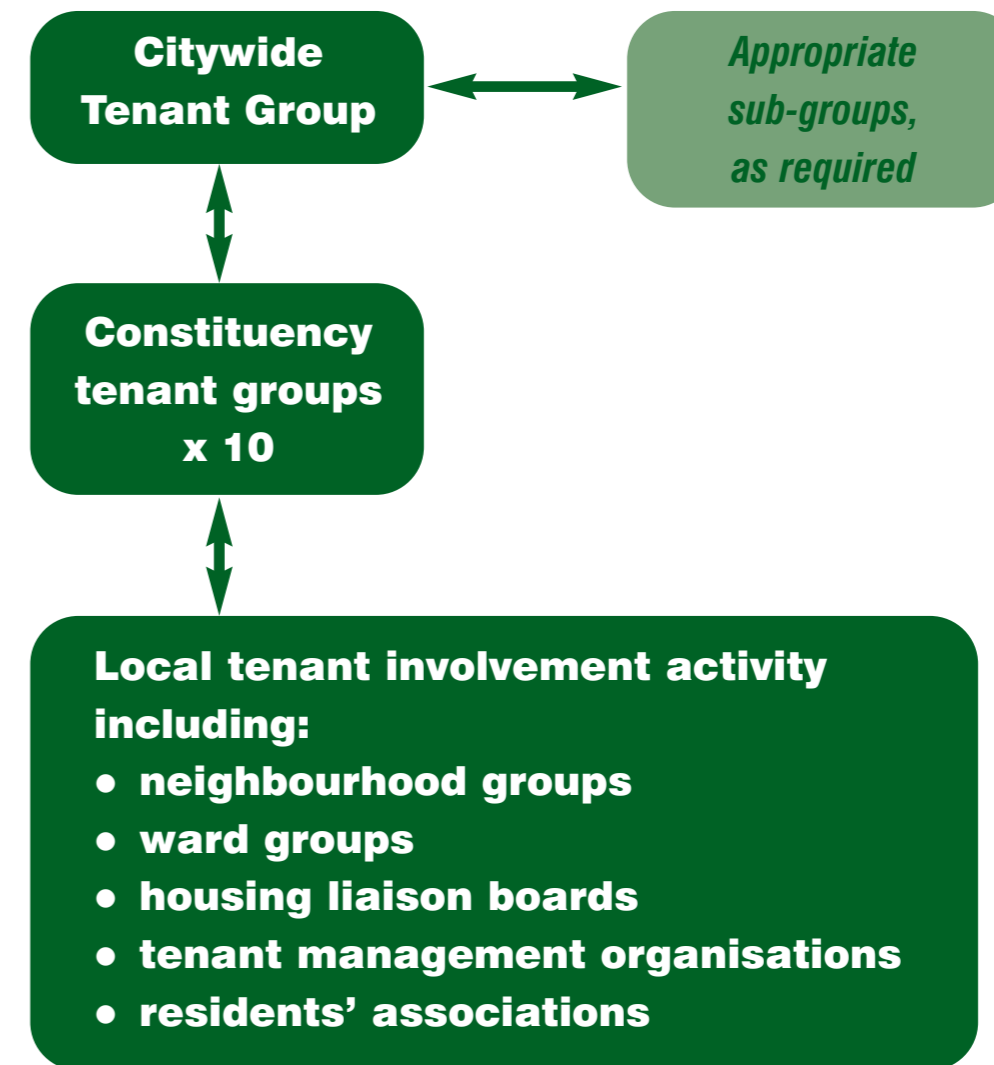 Citywide
Tenant Group
Appropriate
sub-groups,
as required
Constituency
tenant groups
x 10
Local tenant involvement activity
including:
● neighbourhood groups
● ward groups
● housing liaison boards
● tenant management organisations
● residents’ associations